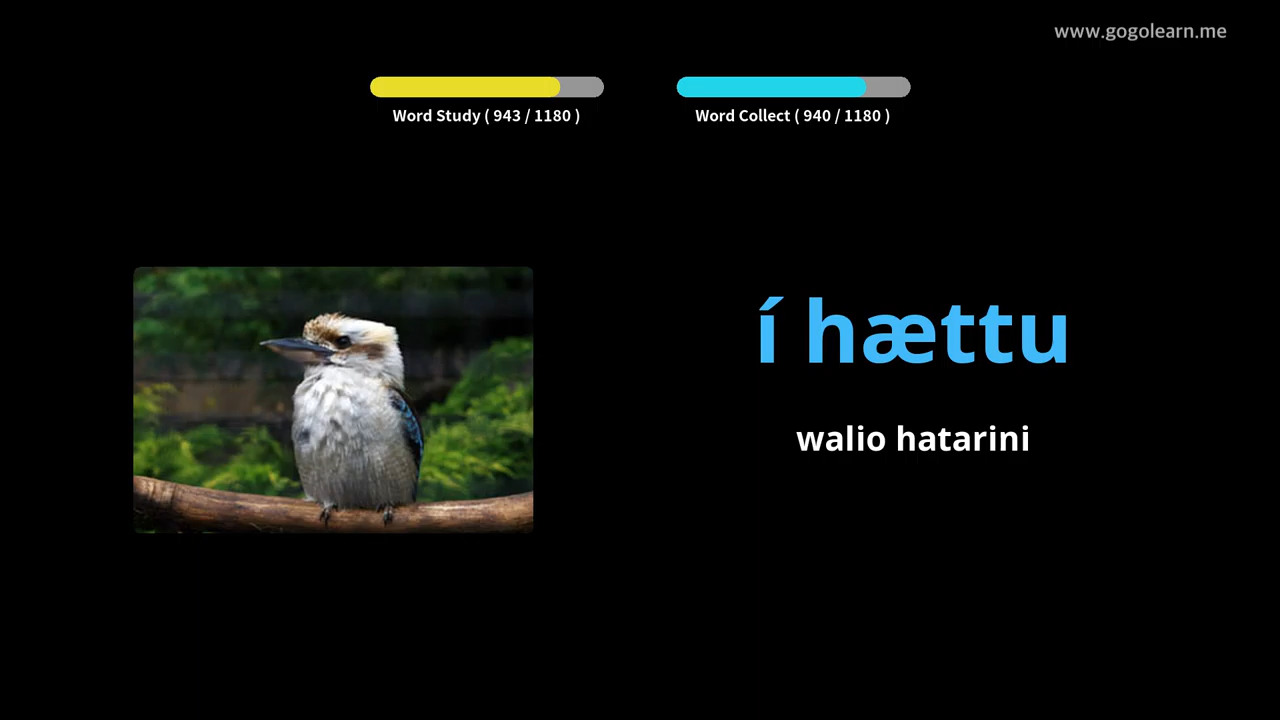 www.gogolearn.me
Word Study ( 943 / 1180 )
Word Collect ( 940 / 1180 )
í hættu
walio hatarini